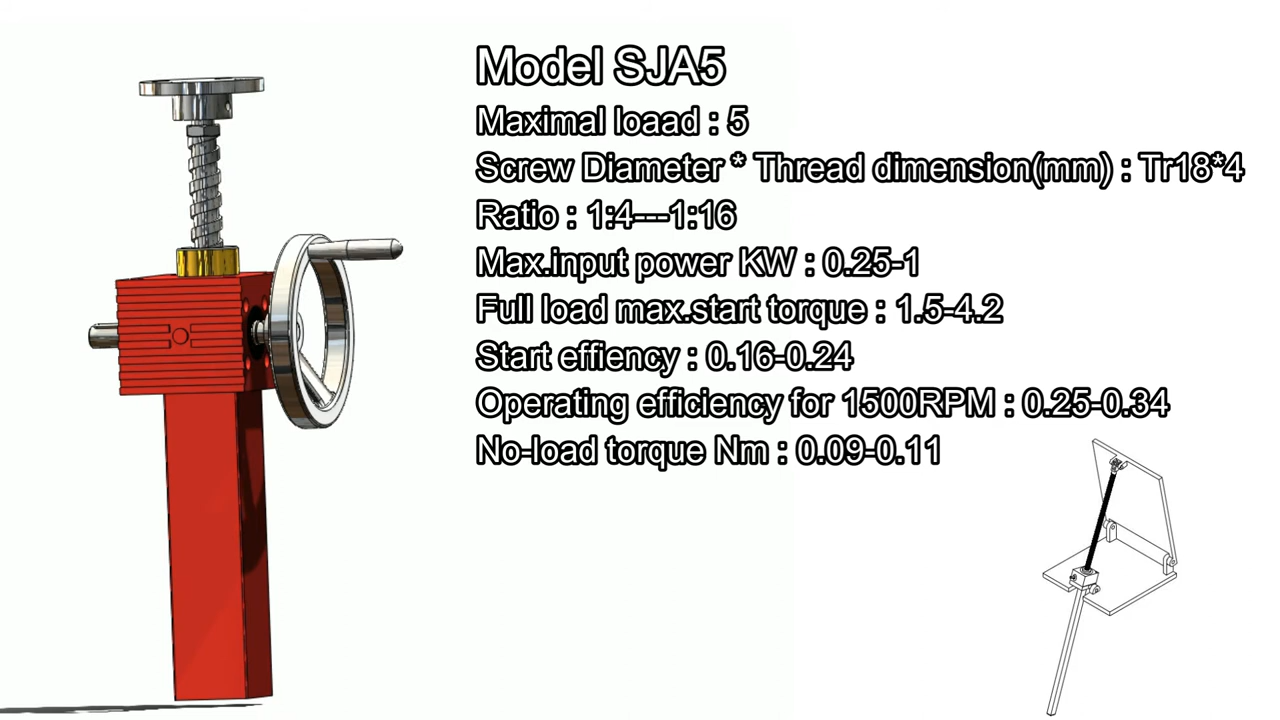 Model SJA5
Maximal loaad : 5
Screw Diameter * Thread dimension(mm) : Tr18*4
Ratio : 1:4---1:16
Max.input power KW : 0.25-1
Full load max.start torque : 1.5-4.2
Start effiency : 0.16-0.24
Operating efficiency for 1500RPM : 0.25-0.34
No-load torque Nm : 0.09-0.11